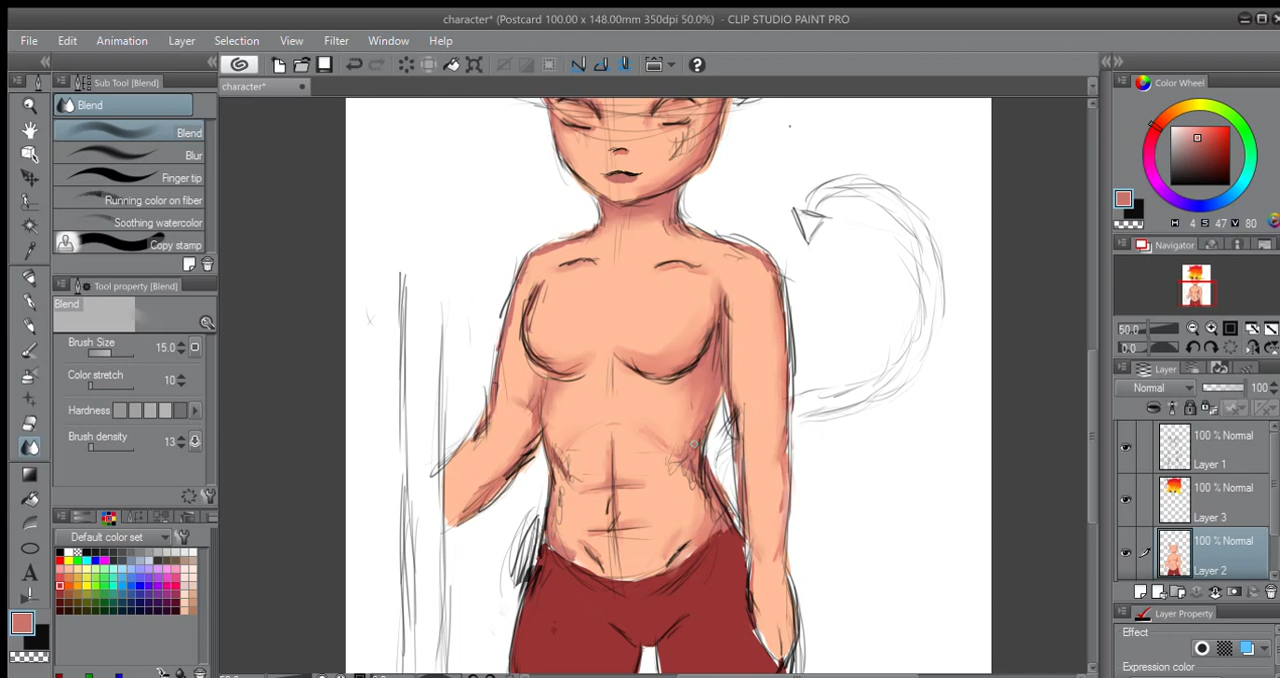 character* (Postcard 100.00 x 148.00mm 350dpi 50.0%) - CLIP STUDIO PAINT PRO
File Edit Animation Layer Selection View Filter Window Help
Sub Tool [Blend]
character*
Color Wheel
Blend
Blend
Blur
Finger tip
Running color on fiber
Soothing watercolor
Copy stamp
H 4 S 47 V 80
Navigator
Tool property [Blend]
Blend
50.0
0.0
Brush Size 15.0
Color stretch 10
Hardness
Brush density 13
Layer
Normal 100
100 % Normal
Layer 1
100 % Normal
Layer 3
100 % Normal
Layer 2
Default color set
A
Layer Property
Effect
Expression color